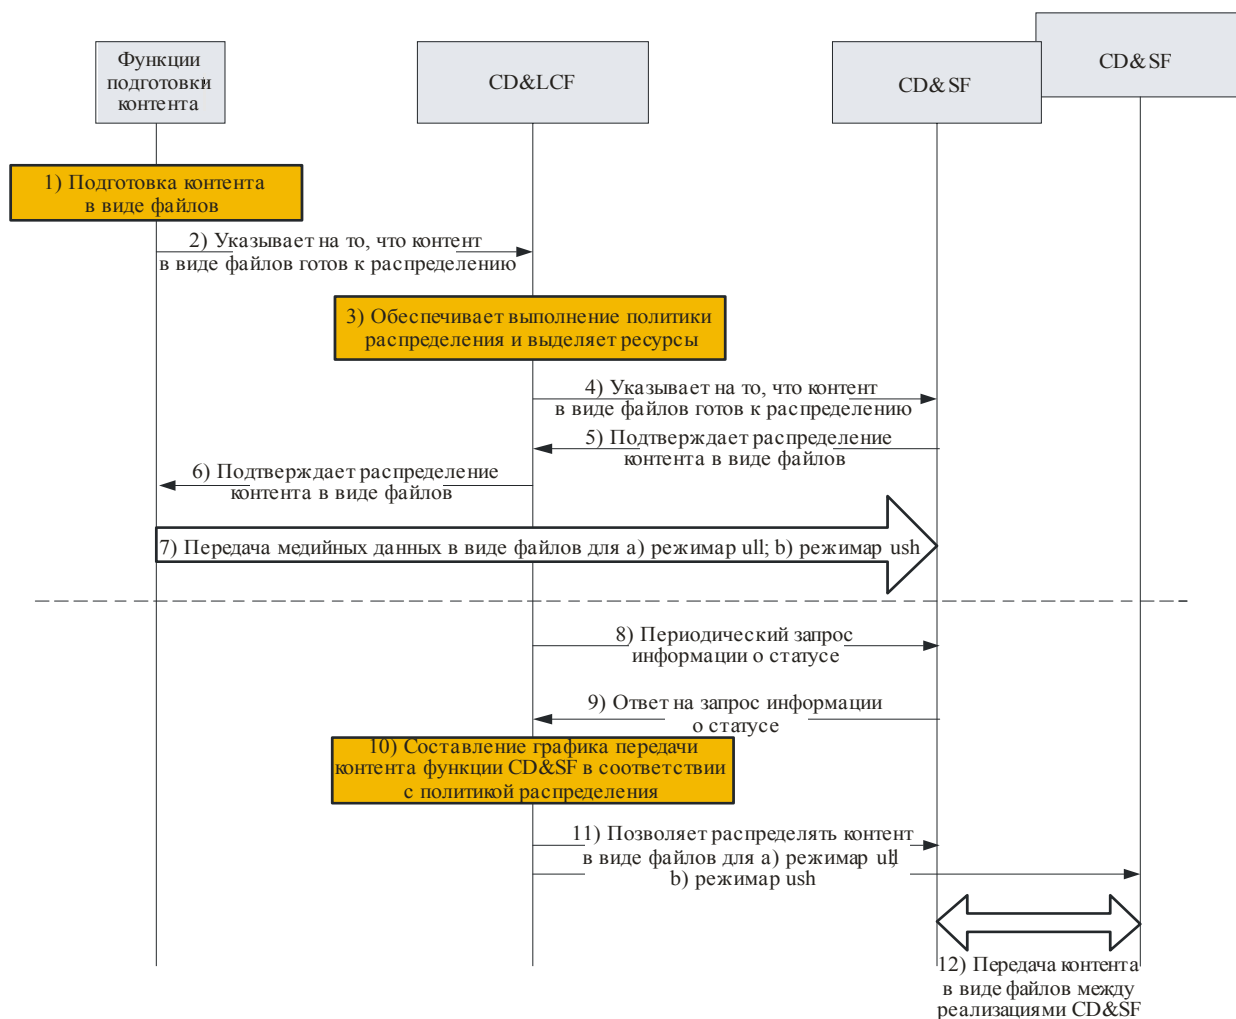 Функции
подготовки
контента
CD&LCF
CD&SF
CD&SF
1) Подготовка контента
в виде файлов
2) Указывает на то, что контент
в виде файлов готов к распределению
3) Обеспечивает выполнение политики
распределения и выделяет ресурсы
4) Указывает на то, что контент
в виде файлов готов к распределению
5) Подтверждает распределение
контента в виде файлов
6) Подтверждает распределение
контента в виде файлов
7) Передача медийных данных в виде файлов для a) режимаp ull; b) режимаp ush
8) Периодический запрос
информации о статусе
9) Ответ на запрос информации
о статусе
10) Составление графика передачи
контента функции CD&SF в соответствии
с политикой распределения
11) Позволяет распределять контент
в виде файлов для a) режимаp ull;
b) режимаp ush
12) Передача контента
в виде файлов между
реализациями CD&SF